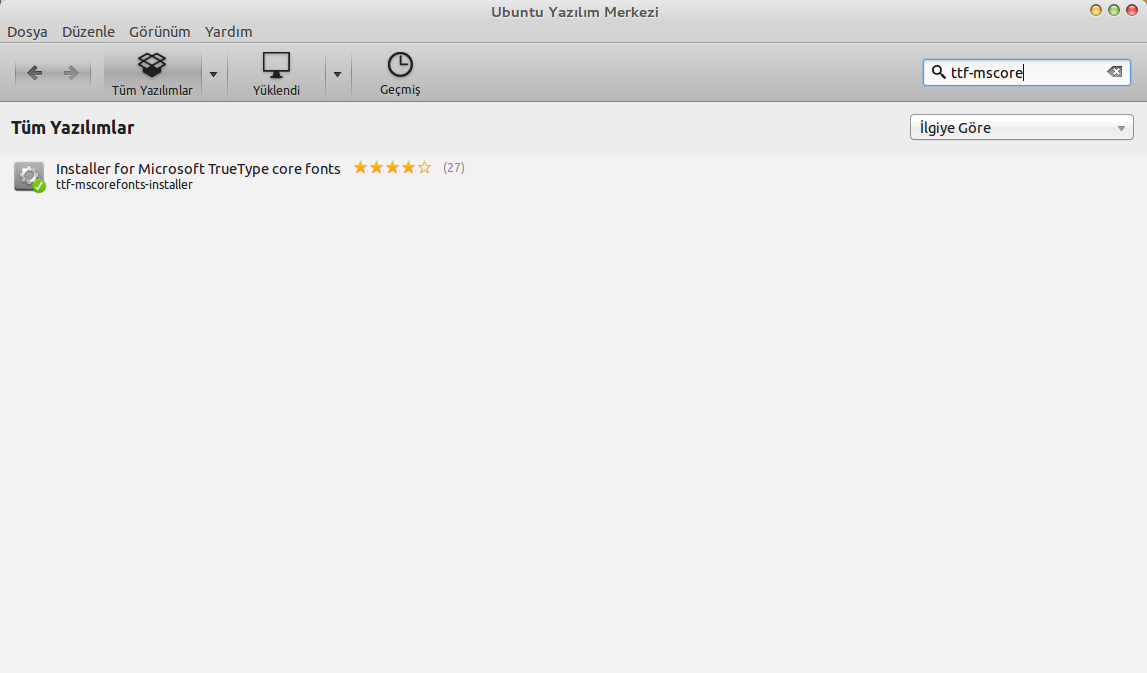 Ubuntu Yazılım Merkezi
Dosya Düzenle Görünüm Yardım
Tüm Yazılımlar Yüklendi Geçmiş ttf-mscore
Tüm Yazılımlar İlgiye Göre
Installer for Microsoft TrueType core fonts (27)
ttf-mscorefonts-installer